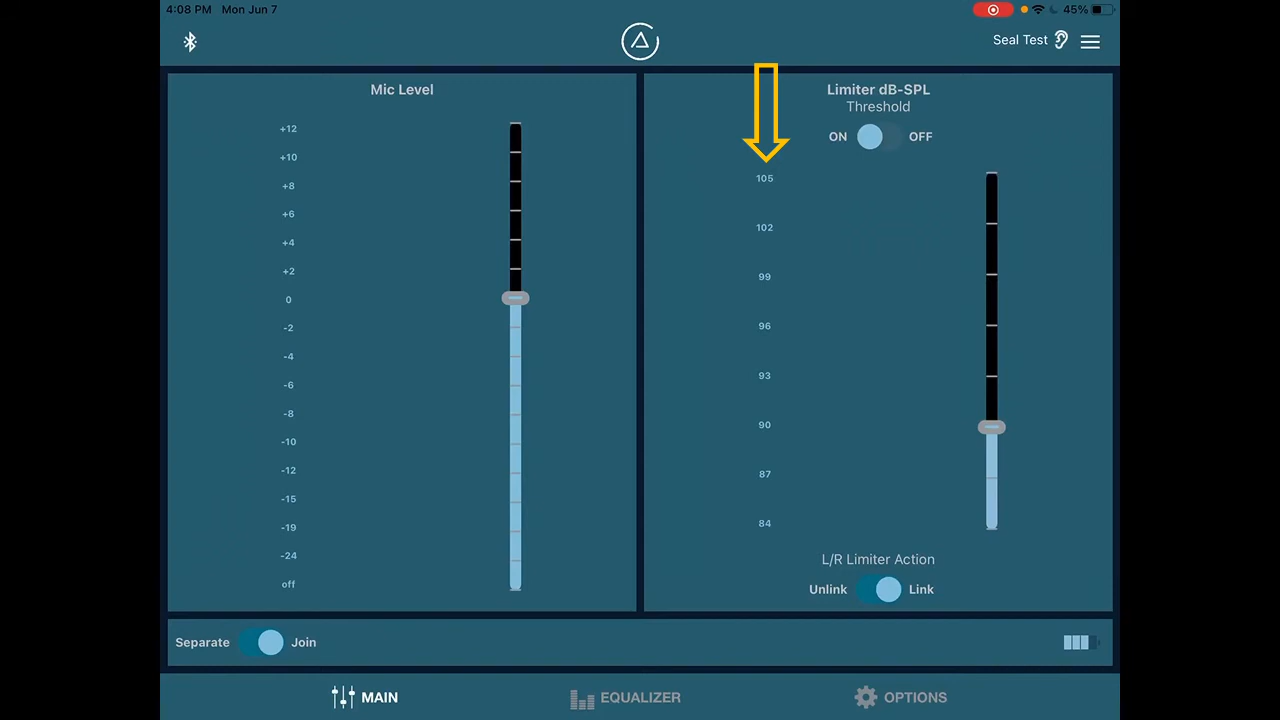 4:08 PM Mon Jun 7
45%
Seal Test
Mic Level
+12
+10
+8
+6
+4
+2
0
-2
-4
-6
-8
-10
-12
-15
-19
-24
off
Limiter dB-SPL
Threshold
ON OFF
105
102
99
96
93
90
87
84
L/R Limiter Action
Unlink Link
Separate Join
MAIN
EQUALIZER
OPTIONS